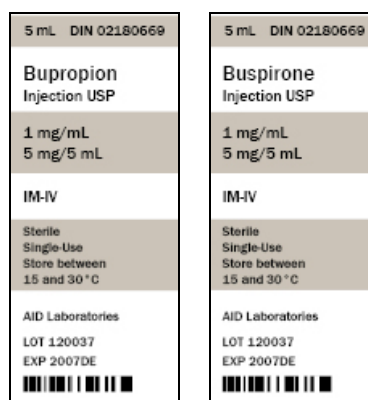 5 mL DIN 02180669
Bupropion
Injection USP
1 mg/mL
5 mg/5 mL
IM-IV
Sterile
Single-Use
Store between
15 and 30°C
AID Laboratories
LOT 120037
EXP 2007DE
5 mL DIN 02180669
Buspirone
Injection USP
1 mg/mL
5 mg/5 mL
IM-IV
Sterile
Single-Use
Store between
15 and 30°C
AID Laboratories
LOT 120037
EXP 2007DE